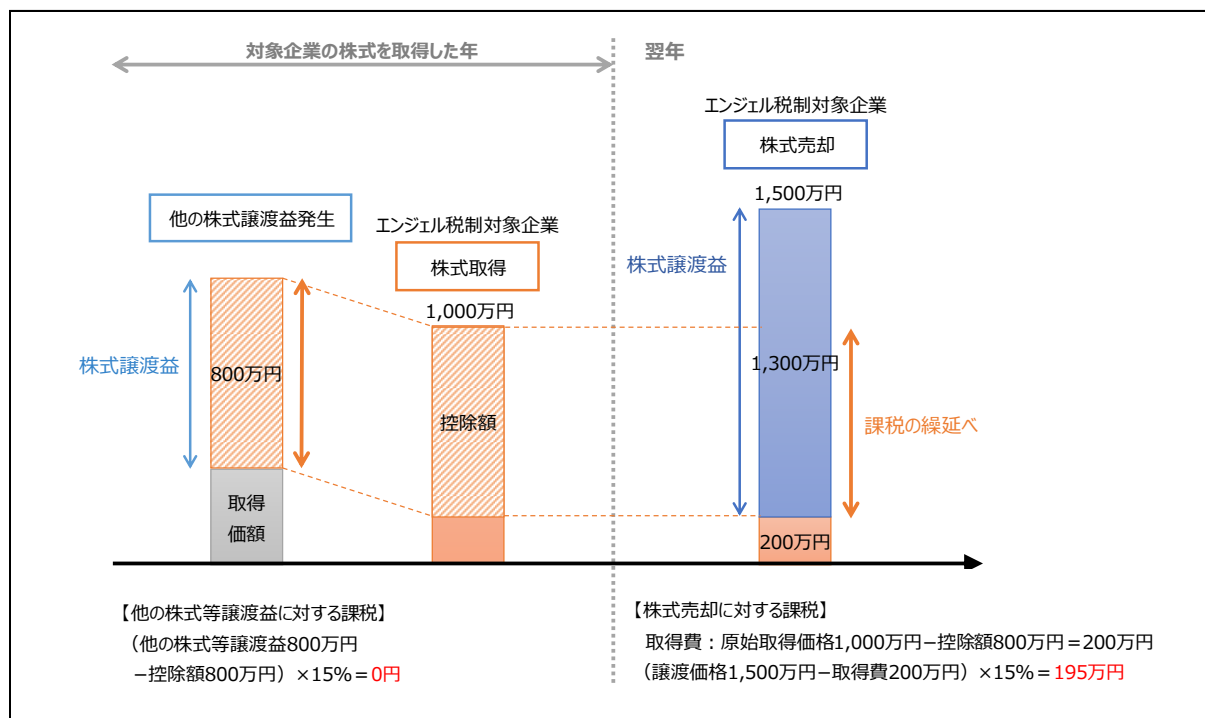 対象企業の株式を取得した年
翌年
エンジェル税制対象企業
株式売却
1,500万円
他の株式譲渡益発生
エンジェル税制対象企業
株式取得
1,000万円
株式譲渡益
800万円
控除額
取得
価額
株式譲渡益
1,300万円
課税の繰延べ
200万円
【他の株式等譲渡益に対する課税】
（他の株式等譲渡益800万円
－控除額800万円）×15%＝0円
【株式売却に対する課税】
取得費：原始取得価格1,000万円－控除額800万円＝200万円
（譲渡価格1,500万円－取得費200万円）×15%＝195万円